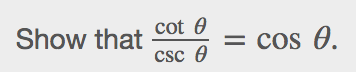 Show that cot θ / csc θ = cos θ.